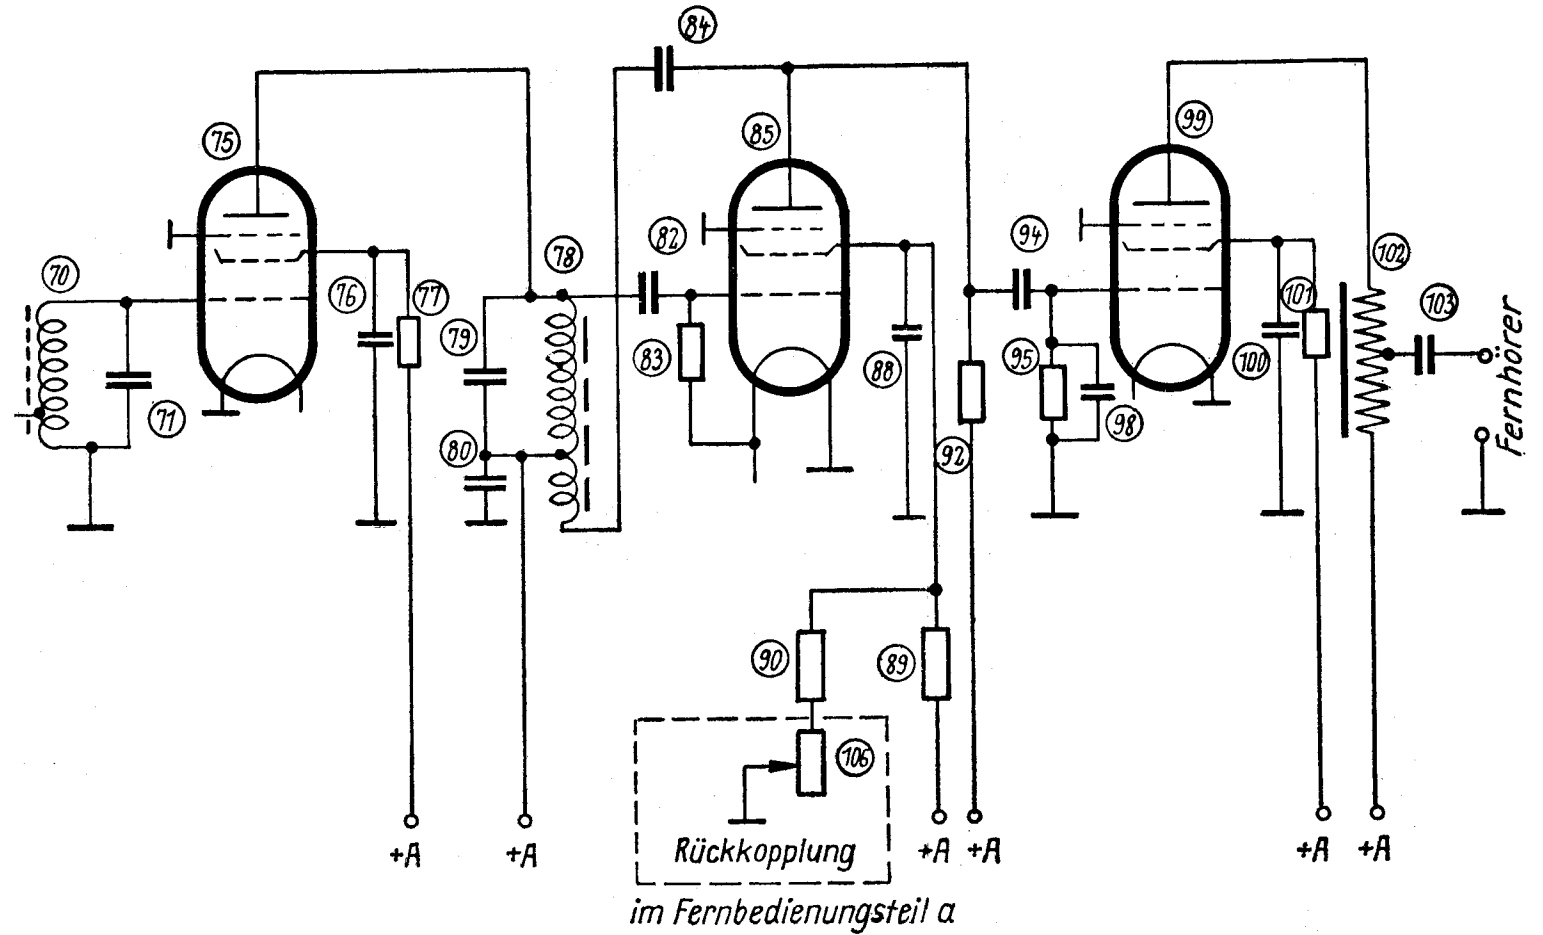 84
75
85
99
70
82
78
94
102
76
77
79
83
88
95
100
101
103
71
80
92
98
Fernhörer
90
89
106
+A
+A
Rückkopplung
+A
+A
+A
+A
im Fernbedienungsteil a